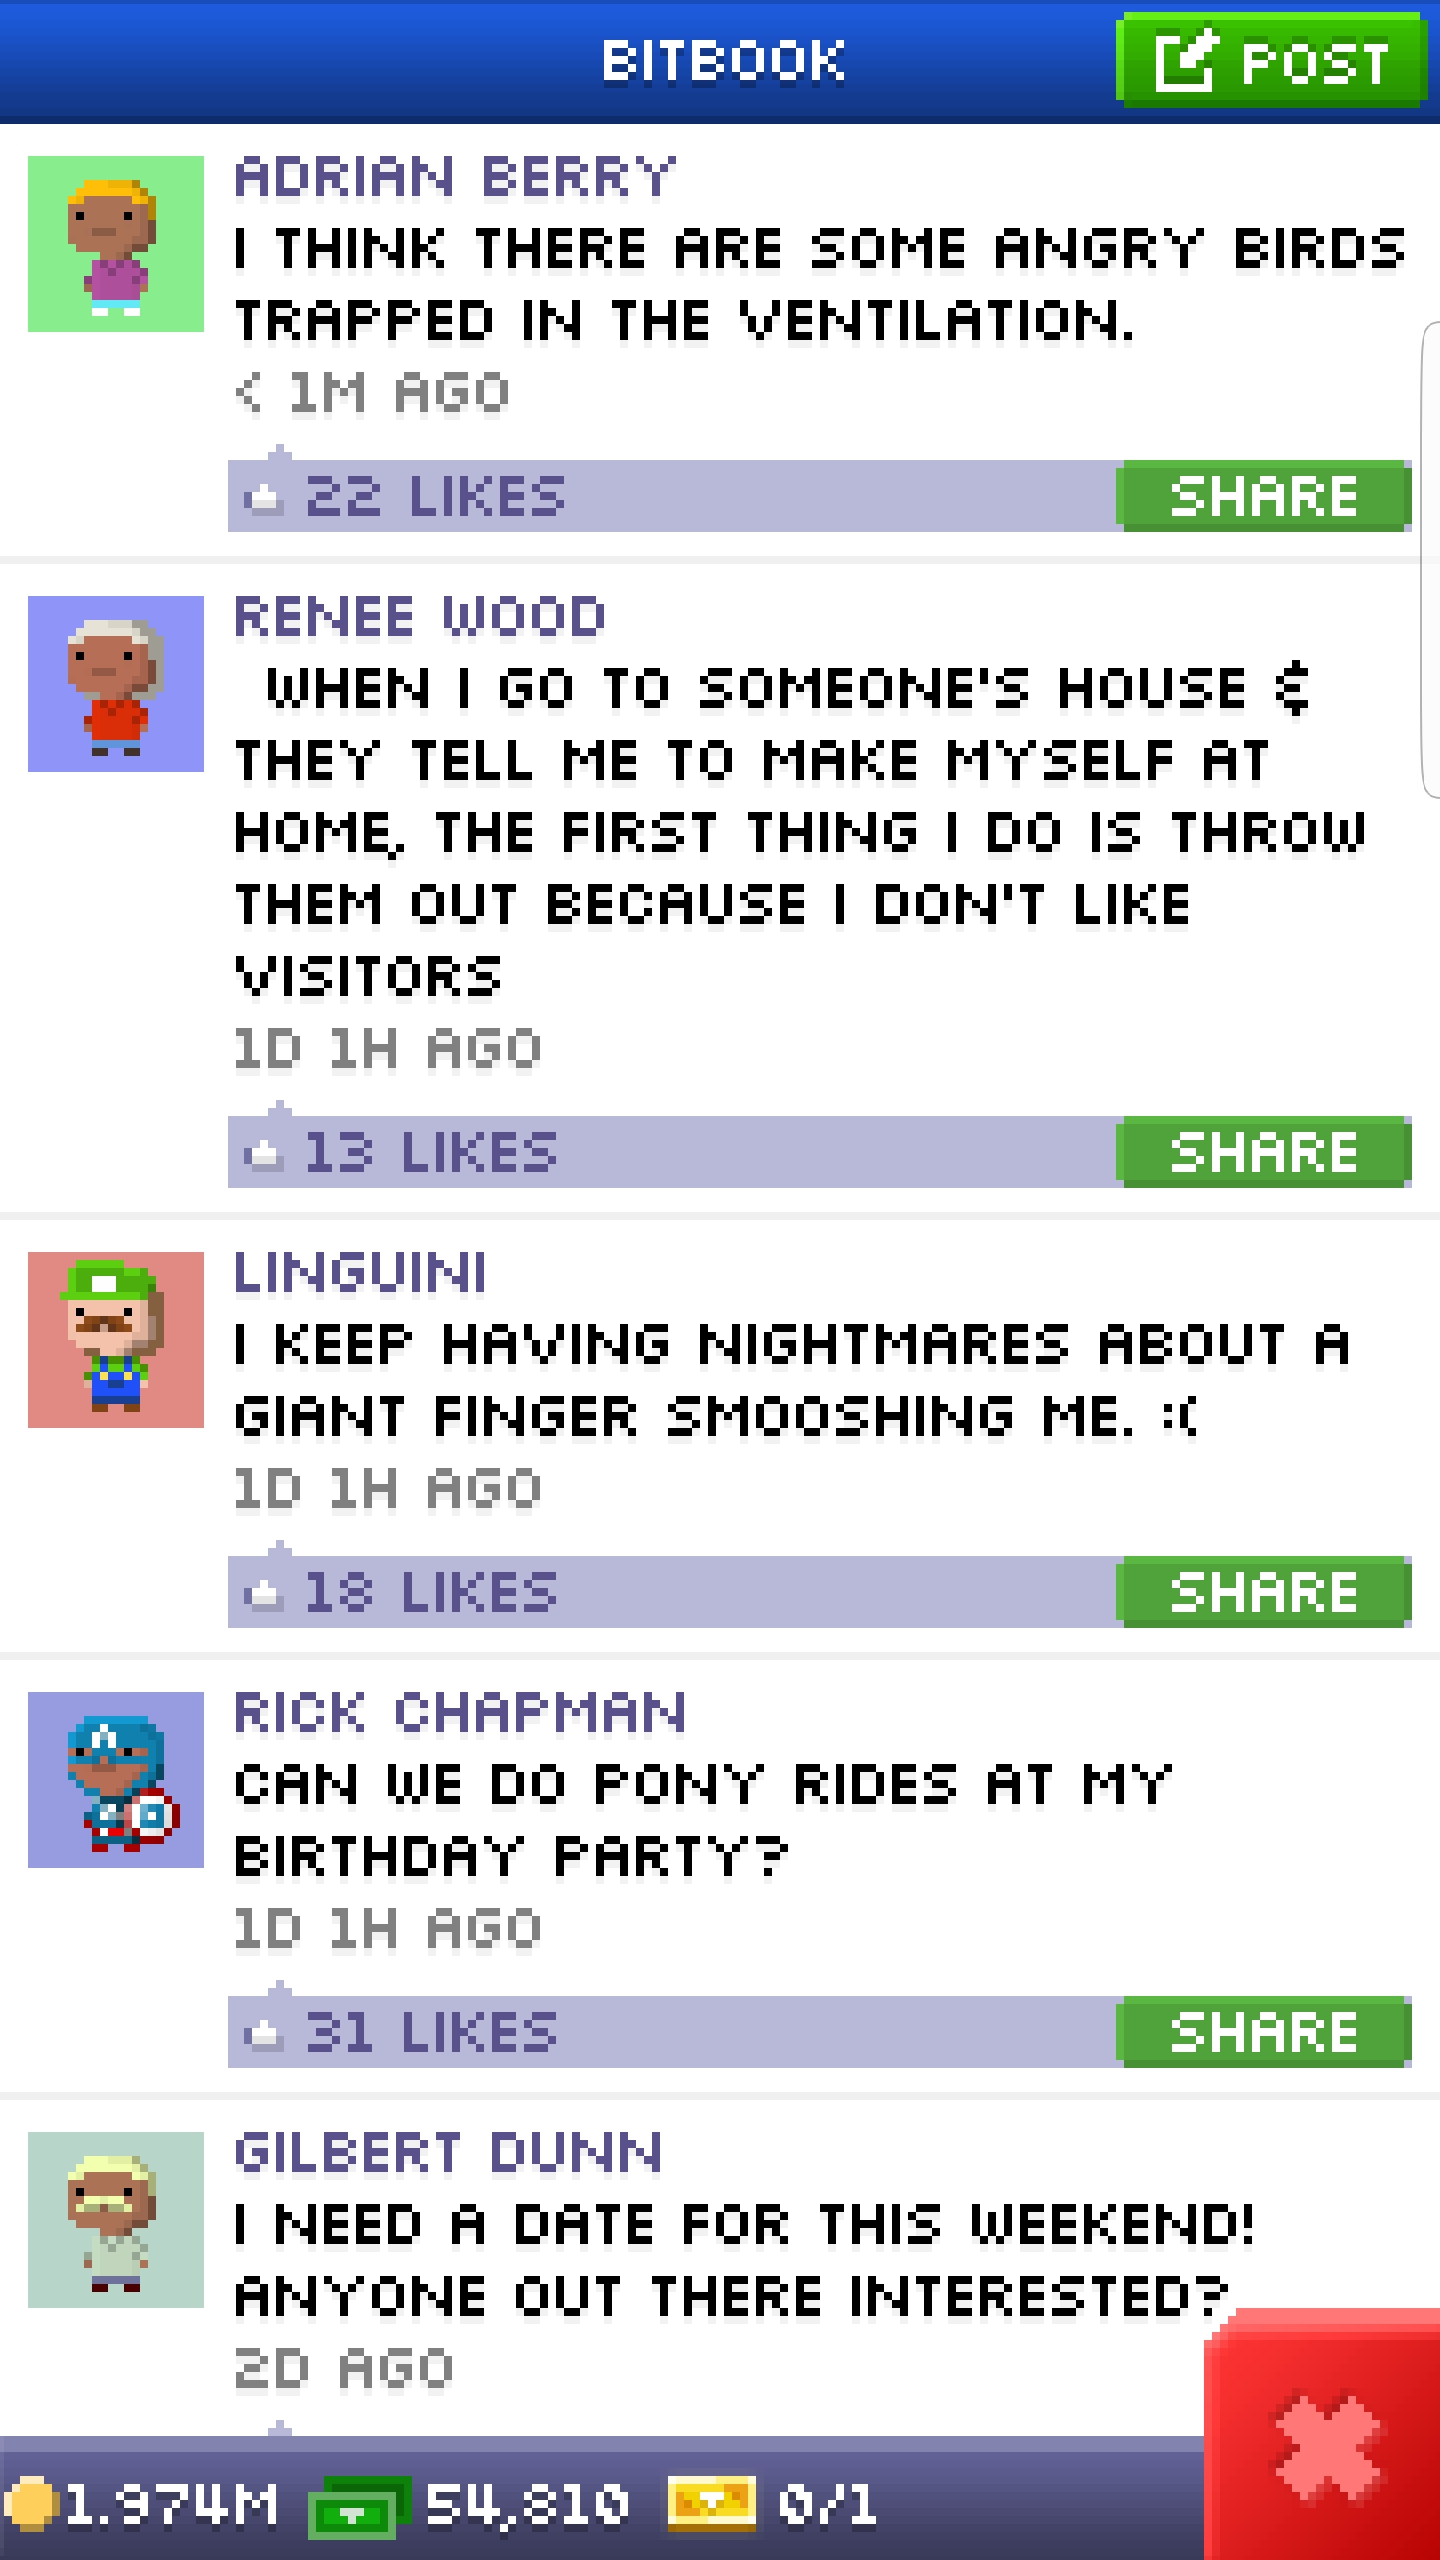 BITBOOK
POST
ADRIAN BERRY
I THINK THERE ARE SOME ANGRY BIRDS
TRAPPED IN THE VENTILATION.
< 1M AGO
22 LIKES
SHARE
RENEE WOOD
WHEN I GO TO SOMEONE'S HOUSE &
THEY TELL ME TO MAKE MYSELF AT
HOME, THE FIRST THING I DO IS THROW
THEM OUT BECAUSE I DON'T LIKE
VISITORS
1D 1H AGO
13 LIKES
SHARE
LINGUINI
I KEEP HAVING NIGHTMARES ABOUT A
GIANT FINGER SMOOSHING ME. :(
1D 1H AGO
18 LIKES
SHARE
RICK CHAPMAN
CAN WE DO PONY RIDES AT MY
BIRTHDAY PARTY?
1D 1H AGO
31 LIKES
SHARE
GILBERT DUNN
I NEED A DATE FOR THIS WEEKEND!
ANYONE OUT THERE INTERESTED?
2D AGO
1.974M
54,810
0/1